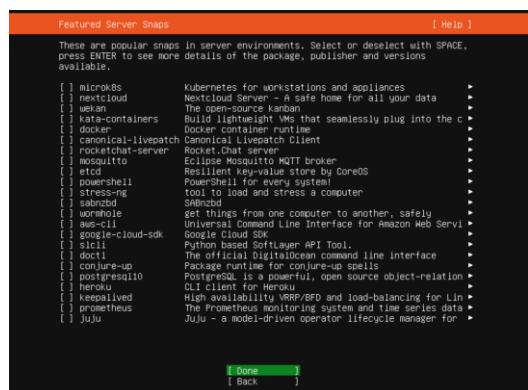 Featured Server Snaps [ Help ]
These are popular snaps in server environments. Select or deselect with SPACE,
press ENTER to see more details of the package, publisher and versions
available.
[ ] microk8s Kubernetes for workstations and appliances ▸
[ ] nextcloud Nextcloud Server - A safe home for all your data ▸
[ ] wekan The open-source kanban ▸
[ ] kata-containers Build lightweight VMs that seamlessly plug into the c ▸
[ ] docker Docker container runtime ▸
[ ] canonical-livepatch Canonical Livepatch Client ▸
[ ] rocketchat-server Rocket.Chat server ▸
[ ] mosquitto Eclipse Mosquitto MQTT broker ▸
[ ] etcd Resilient key-value store by CoreOS ▸
[ ] powershell PowerShell for every system! ▸
[ ] stress-ng tool to load and stress a computer ▸
[ ] sabnzbd SABnzbd ▸
[ ] wormhole get things from one computer to another, safely ▸
[ ] aws-cli Universal Command Line Interface for Amazon Web Servi ▸
[ ] google-cloud-sdk Google Cloud SDK ▸
[ ] slcli Python based SoftLayer API Tool. ▸
[ ] doctl The official DigitalOcean command line interface ▸
[ ] conjure-up Package runtime for conjure-up spells ▸
[ ] postgresql10 PostgreSQL is a powerful, open source object-relation ▸
[ ] heroku CLI client for Heroku ▸
[ ] keepalived High availability VRRP/BFD and load-balancing for Lin ▸
[ ] prometheus The Prometheus monitoring system and time series data ▸
[ ] juju Juju - a model-driven operator lifecycle manager for ▸
[ Done ]
[ Back ]